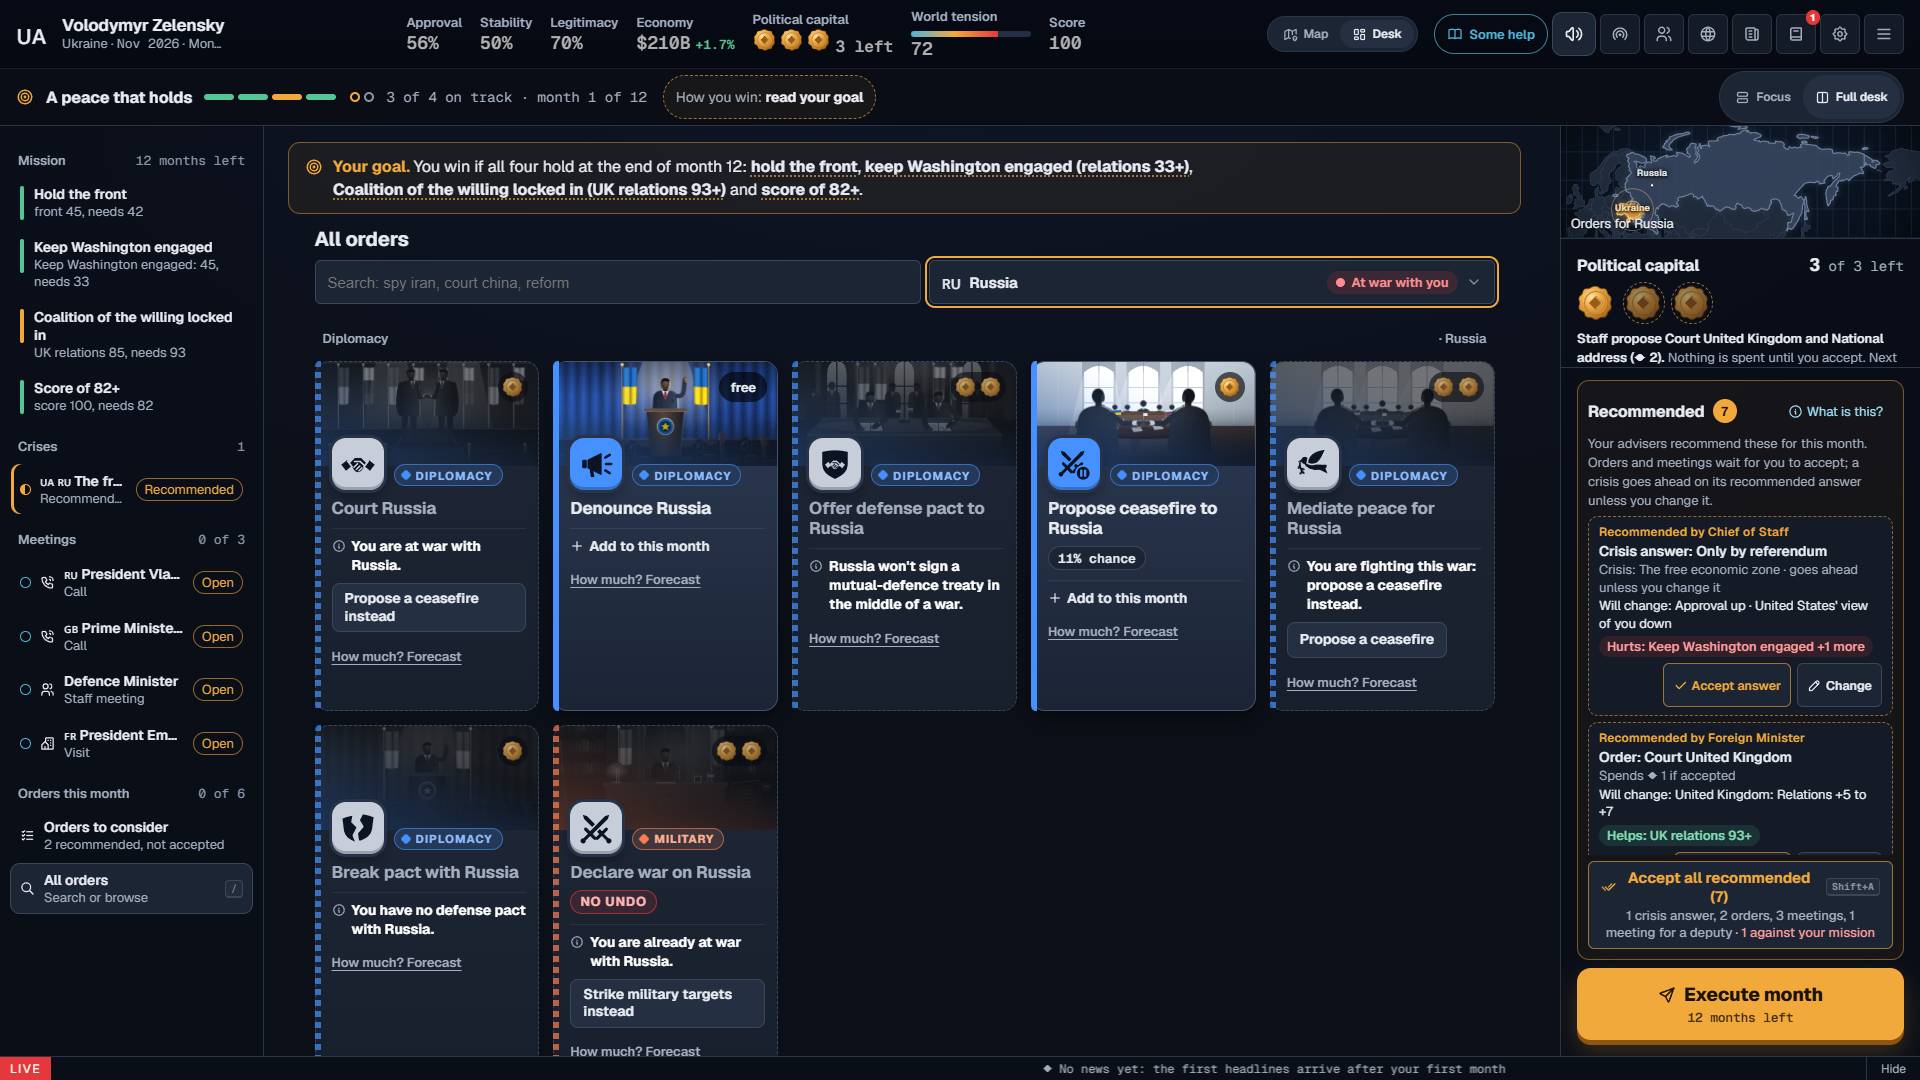 UA
Volodymyr Zelensky
Ukraine · Nov 2026 · Mon...
Approval
56%
Stability
50%
Legitimacy
70%
Economy
$210B +1.7%
Political capital
3 left
World tension
72
Score
100
Map
Desk
Some help
1
A peace that holds
3 of 4 on track · month 1 of 12
How you win: read your goal
Focus
Full desk
Mission
12 months left
Hold the front
front 45, needs 42
Keep Washington engaged
Keep Washington engaged: 45,
needs 33
Coalition of the willing locked
in
UK relations 85, needs 93
Score of 82+
score 100, needs 82
Crises
1
UA RU The fr...
Recommend...
Recommended
Meetings
0 of 3
RU President Vla...
Call
Open
GB Prime Ministe...
Call
Open
Defence Minister
Staff meeting
Open
FR President Em...
Visit
Open
Orders this month
0 of 6
Orders to consider
2 recommended, not accepted
All orders
Search or browse
/
Your goal. You win if all four hold at the end of month 12: hold the front, keep Washington engaged (relations 33+),
Coalition of the willing locked in (UK relations 93+) and score of 82+.
All orders
Search: spy iran, court china, reform
RU Russia
At war with you
Diplomacy
· Russia
DIPLOMACY
Court Russia
You are at war with
Russia.
Propose a ceasefire
instead
How much? Forecast
free
DIPLOMACY
Denounce Russia
+ Add to this month
How much? Forecast
DIPLOMACY
Offer defense pact to
Russia
Russia won't sign a
mutual-defence treaty in
the middle of a war.
How much? Forecast
DIPLOMACY
Propose ceasefire to
Russia
11% chance
+ Add to this month
How much? Forecast
DIPLOMACY
Mediate peace for
Russia
You are fighting this war:
propose a ceasefire
instead.
Propose a ceasefire
How much? Forecast
DIPLOMACY
Break pact with Russia
You have no defense pact
with Russia.
How much? Forecast
MILITARY
Declare war on Russia
NO UNDO
You are already at war
with Russia.
Strike military targets
instead
How much? Forecast
Russia
Ukraine
Orders for Russia
Political capital
3 of 3 left
Staff propose Court United Kingdom and National
address (◆ 2). Nothing is spent until you accept. Next
Recommended 7
What is this?
Your advisers recommend these for this month.
Orders and meetings wait for you to accept; a
crisis goes ahead on its recommended answer
unless you change it.
Recommended by Chief of Staff
Crisis answer: Only by referendum
Crisis: The free economic zone · goes ahead
unless you change it
Will change: Approval up · United States' view
of you down
Hurts: Keep Washington engaged +1 more
Accept answer
Change
Recommended by Foreign Minister
Order: Court United Kingdom
Spends ◆ 1 if accepted
Will change: United Kingdom: Relations +5 to
+7
Helps: UK relations 93+
Accept all recommended
(7)
Shift+A
1 crisis answer, 2 orders, 3 meetings, 1
meeting for a deputy · 1 against your mission
Execute month
12 months left
LIVE
◆ No news yet: the first headlines arrive after your first month
Hide